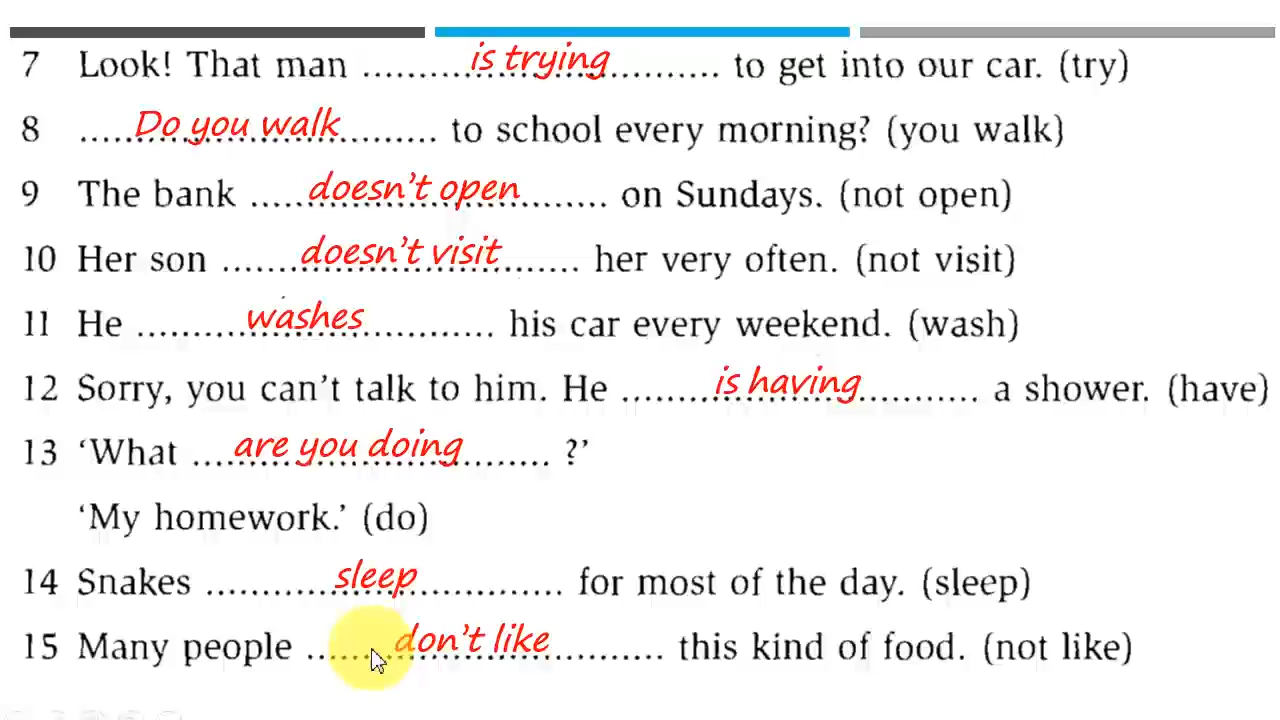 7 Look! That man ........is trying........ to get into our car. (try)
8 .....Do you walk......... to school every morning? (you walk)
9 The bank .....doesn't open........ on Sundays. (not open)
10 Her son .......doesn't visit....... her very often. (not visit)
11 He .........washes............ his car every weekend. (wash)
12 Sorry, you can't talk to him. He ........is having........... a shower. (have)
13 ‘What ....are you doing........ ?’
‘My homework.’ (do)
14 Snakes ............sleep............ for most of the day. (sleep)
15 Many people ......don't like.......... this kind of food. (not like)